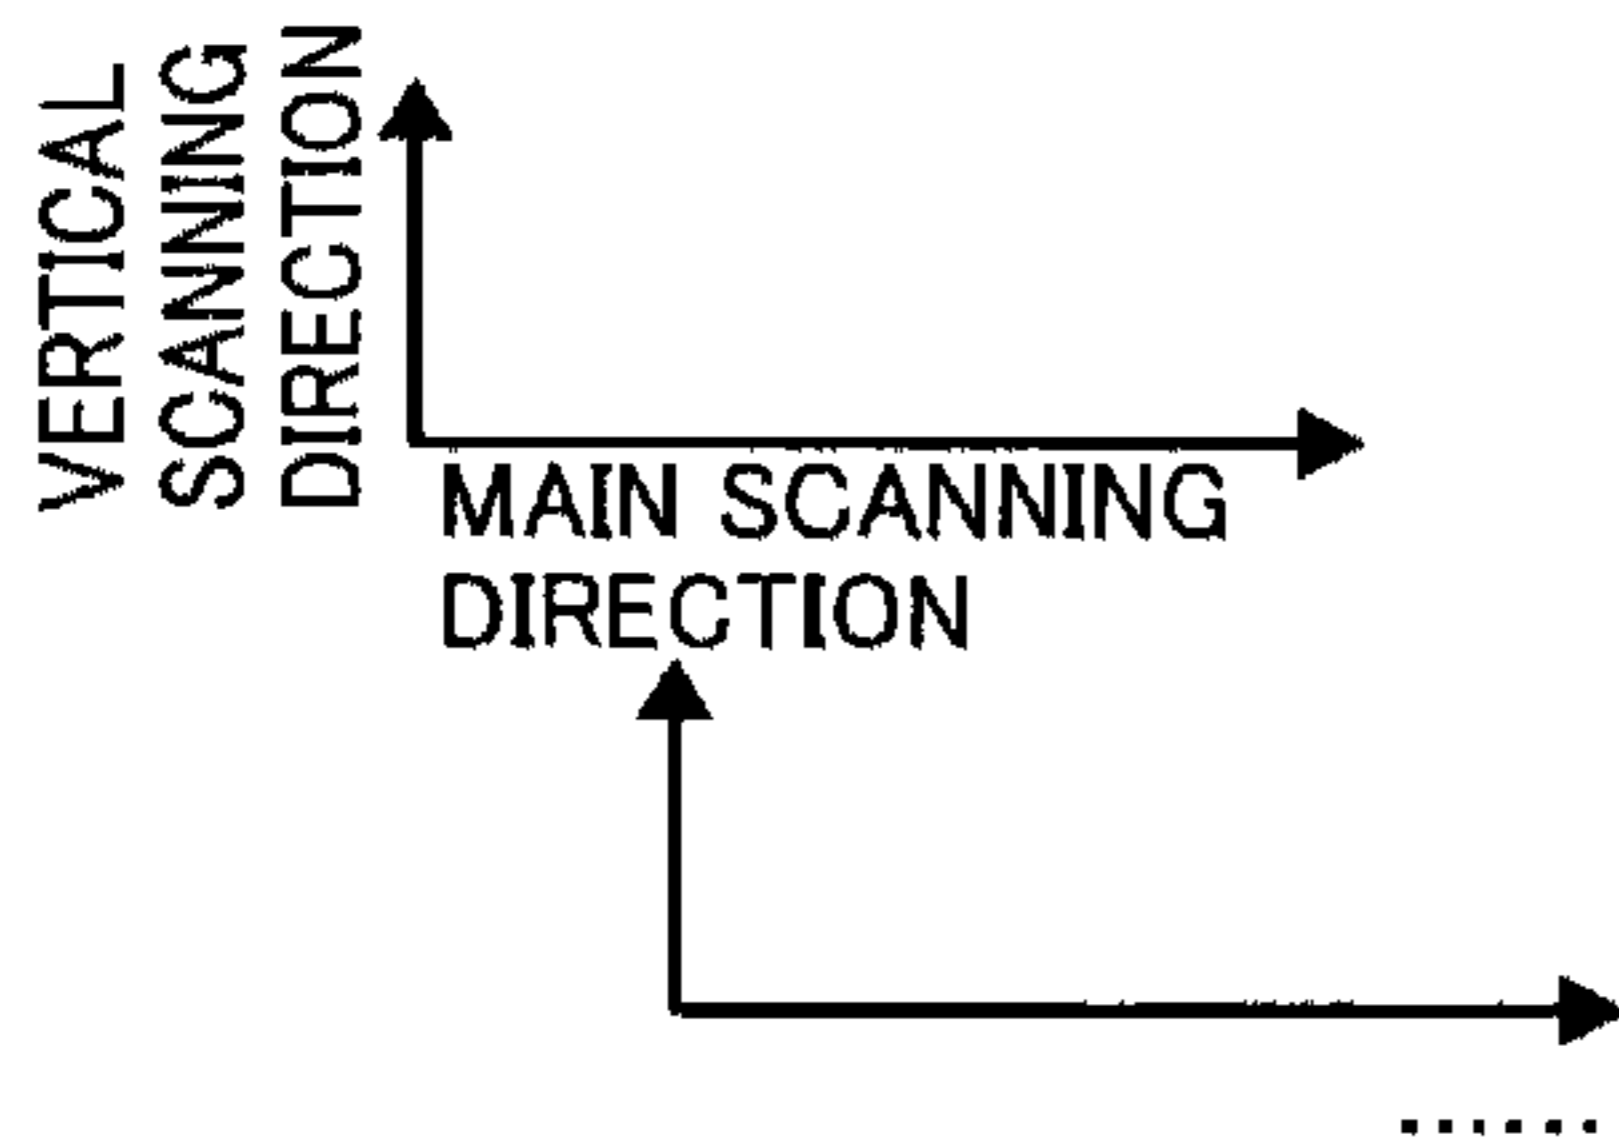 VERTICAL
SCANNING
DIRECTION
MAIN SCANNING
DIRECTION
......